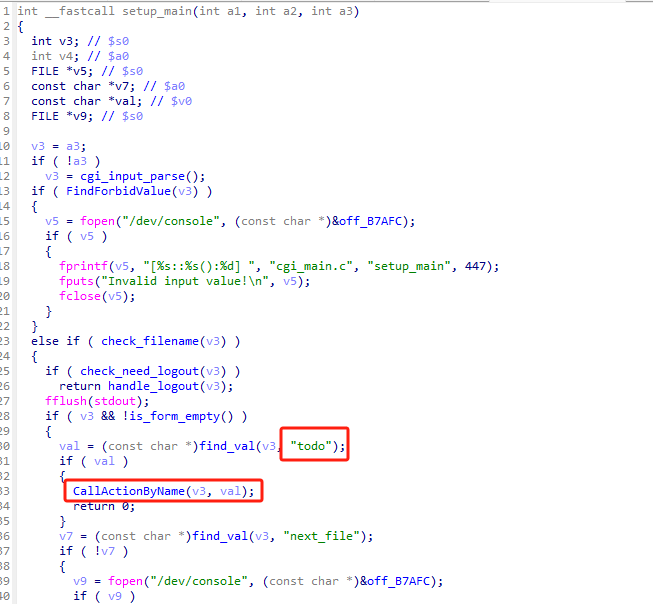 1 int __fastcall setup_main(int a1, int a2, int a3)
2 {
3 int v3; // $s0
4 int v4; // $a0
5 FILE *v5; // $s0
6 const char *v7; // $a0
7 const char *val; // $v0
8 FILE *v9; // $s0
9
10 v3 = a3;
11 if ( !a3 )
12 v3 = cgi_input_parse();
13 if ( FindForbidValue(v3) )
14 {
15 v5 = fopen("/dev/console", (const char *)&off_B7AFC);
16 if ( v5 )
17 {
18 fprintf(v5, "[%s::%s():%d] ", "cgi_main.c", "setup_main", 447);
19 fputs("Invalid input value!\n", v5);
20 fclose(v5);
21 }
22 }
23 else if ( check_filename(v3) )
24 {
25 if ( check_need_logout(v3) )
26 return handle_logout(v3);
27 fflush(stdout);
28 if ( v3 && !is_form_empty() )
29 {
30 val = (const char *)find_val(v3, "todo");
31 if ( val )
32 {
33 CallActionByName(v3, val);
34 return 0;
35 }
36 v7 = (const char *)find_val(v3, "next_file");
37 if ( !v7 )
38 {
39 v9 = fopen("/dev/console", (const char *)&off_B7AFC);
40 if ( v9 )